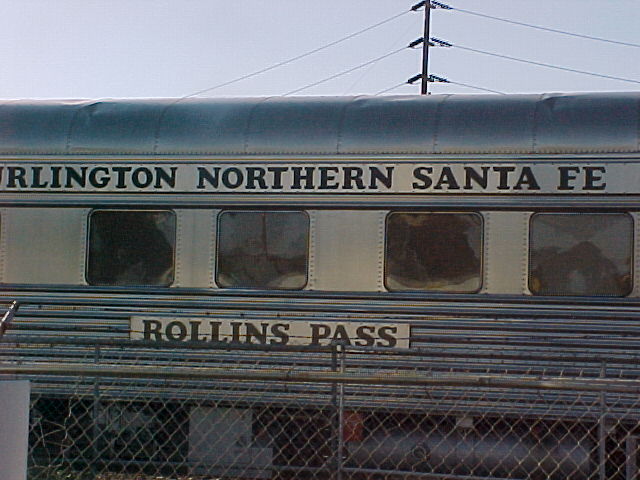 URLINGTON NORTHERN SANTA FE
ROLLINS PASS